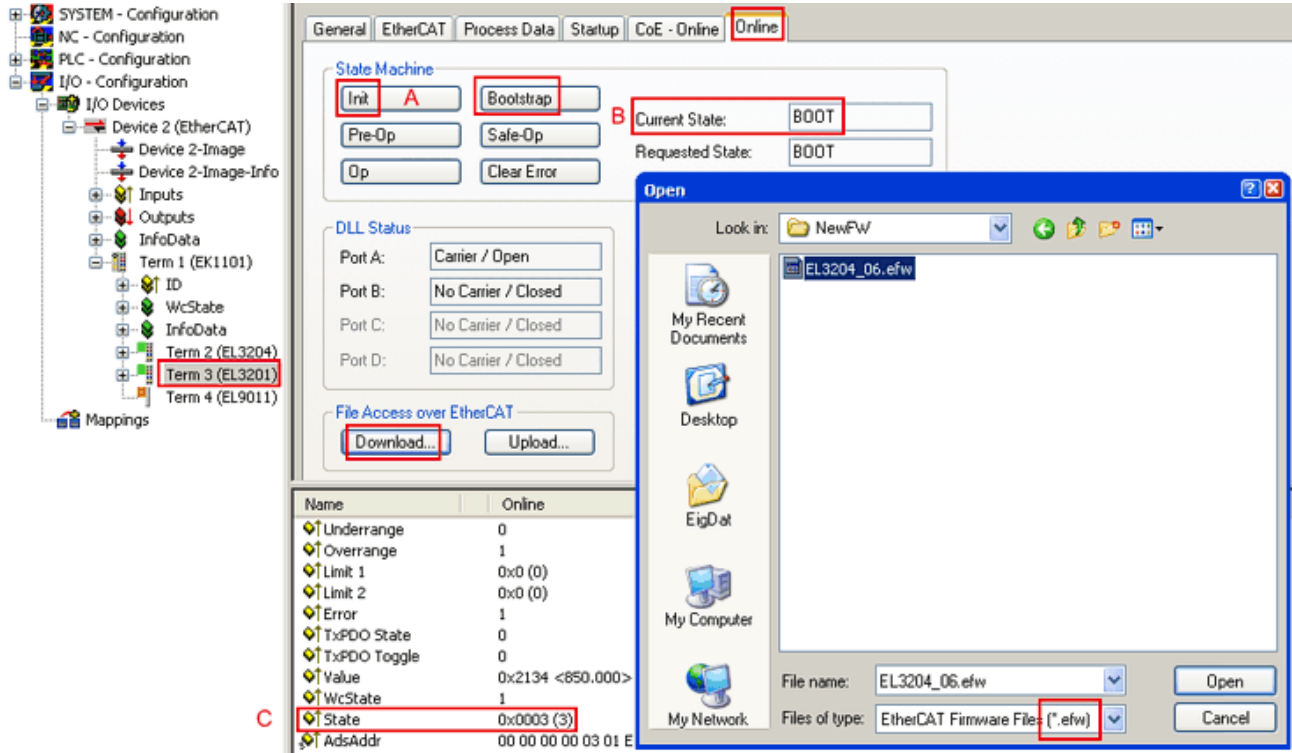 SYSTEM - Configuration
NC - Configuration
PLC - Configuration
I/O - Configuration
I/O Devices
Device 2 (EtherCAT)
Device 2-Image
Device 2-Image-Info
Inputs
Outputs
InfoData
Term 1 (EK1101)
ID
WcState
InfoData
Term 2 (EL3204)
Term 3 (EL3201)
Term 4 (EL9011)
Mappings
General EtherCAT Process Data Startup CoE - Online Online
State Machine
Init A Bootstrap
Pre-Op Safe-Op
Op Clear Error
B Current State: BOOT
Requested State: BOOT
DLL Status
Port A: Carrier / Open
Port B: No Carrier / Closed
Port C: No Carrier / Closed
Port D: No Carrier / Closed
File Access over EtherCAT
Download... Upload...
Name Online
Underrange 0
Overrange 1
Limit 1 0x0 (0)
Limit 2 0x0 (0)
Error 1
TxPDO State 0
TxPDO Toggle 0
Value 0x2134 <850.000>
WcState 1
C State 0x0003 (3)
AdsAddr 00 00 00 00 03 01 E
Open
Look in: NewFW
EL3204_06.efw
My Recent
Documents
Desktop
EigDat
My Computer
My Network
File name: EL3204_06.efw Open
Files of type: EtherCAT Firmware Files (*.efw) Cancel